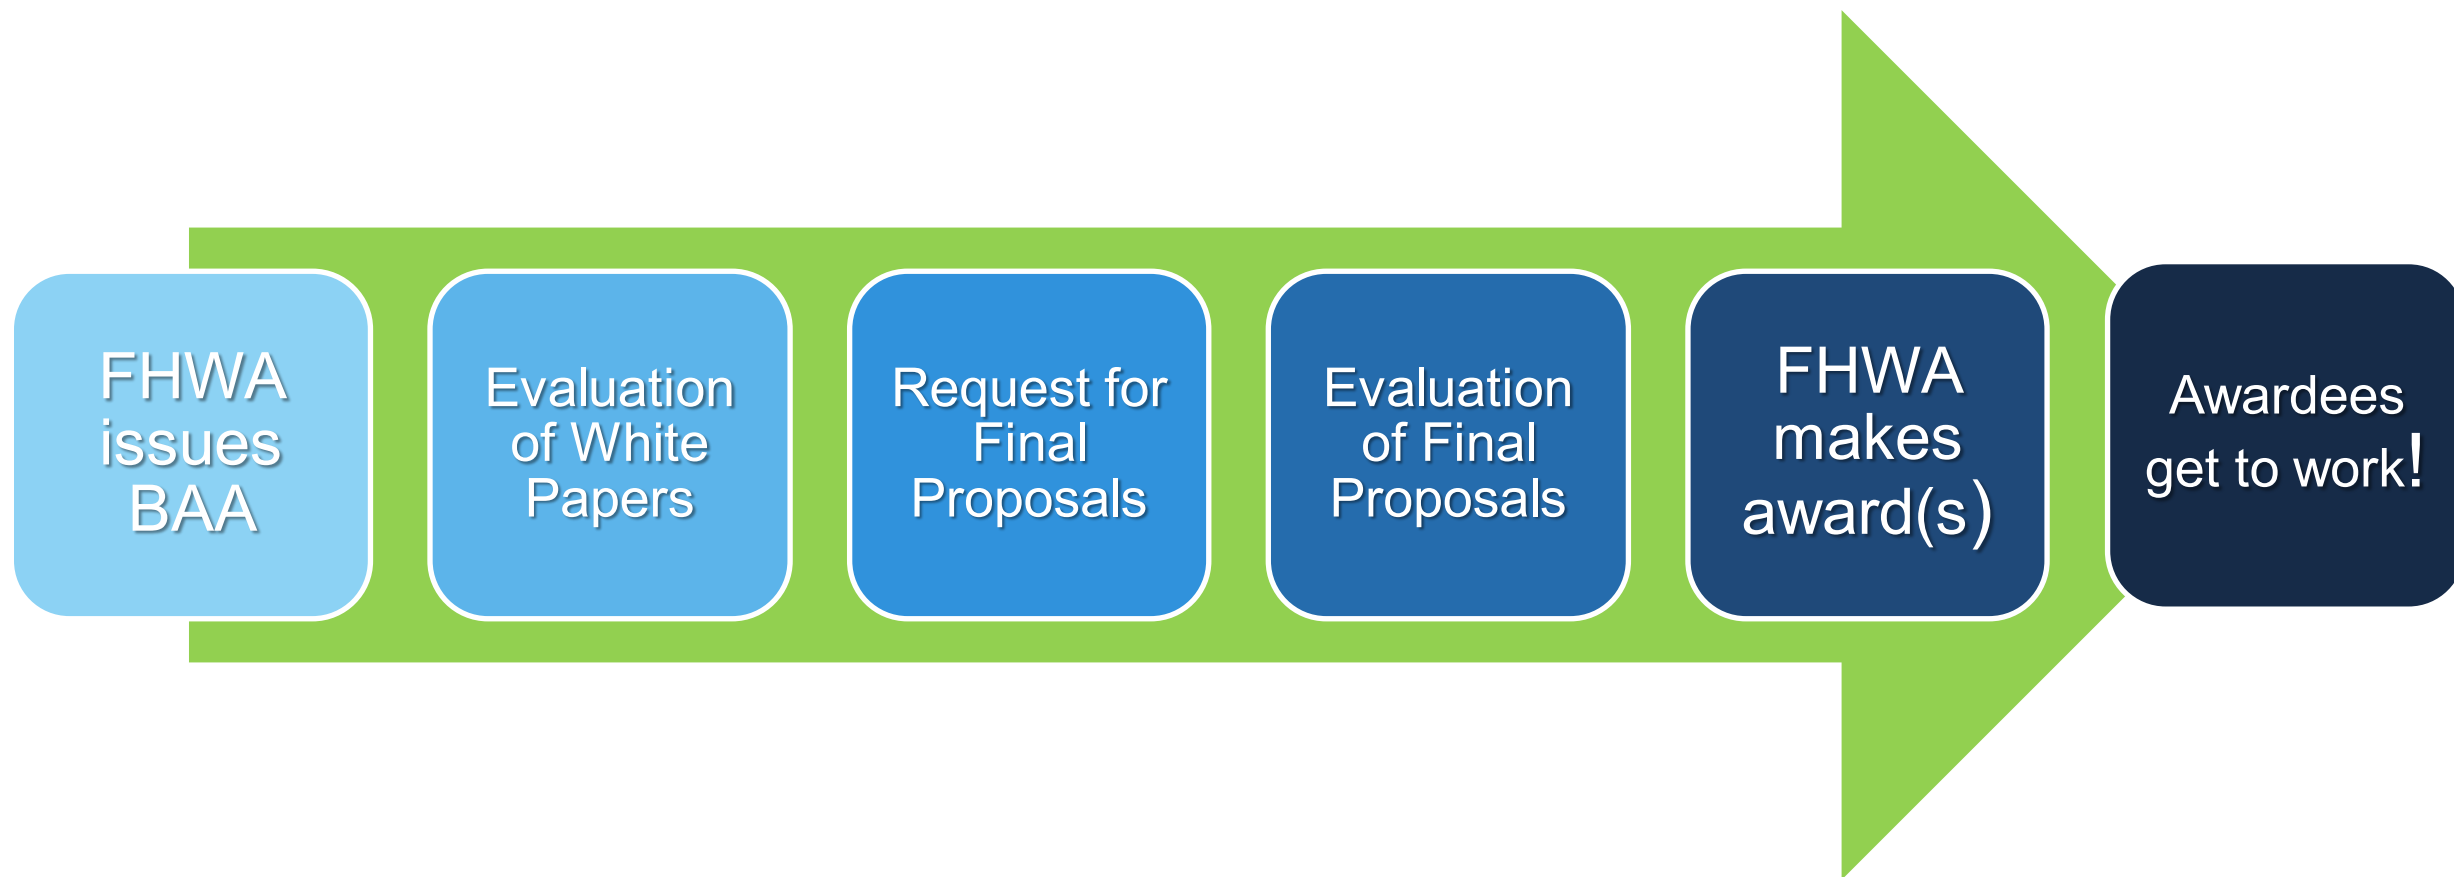 FHWA
issues
BAA
Evaluation
of White
Papers
Request for
Final
Proposals
Evaluation
of Final
Proposals
FHWA
makes
award(s)
Awardees
get to work!